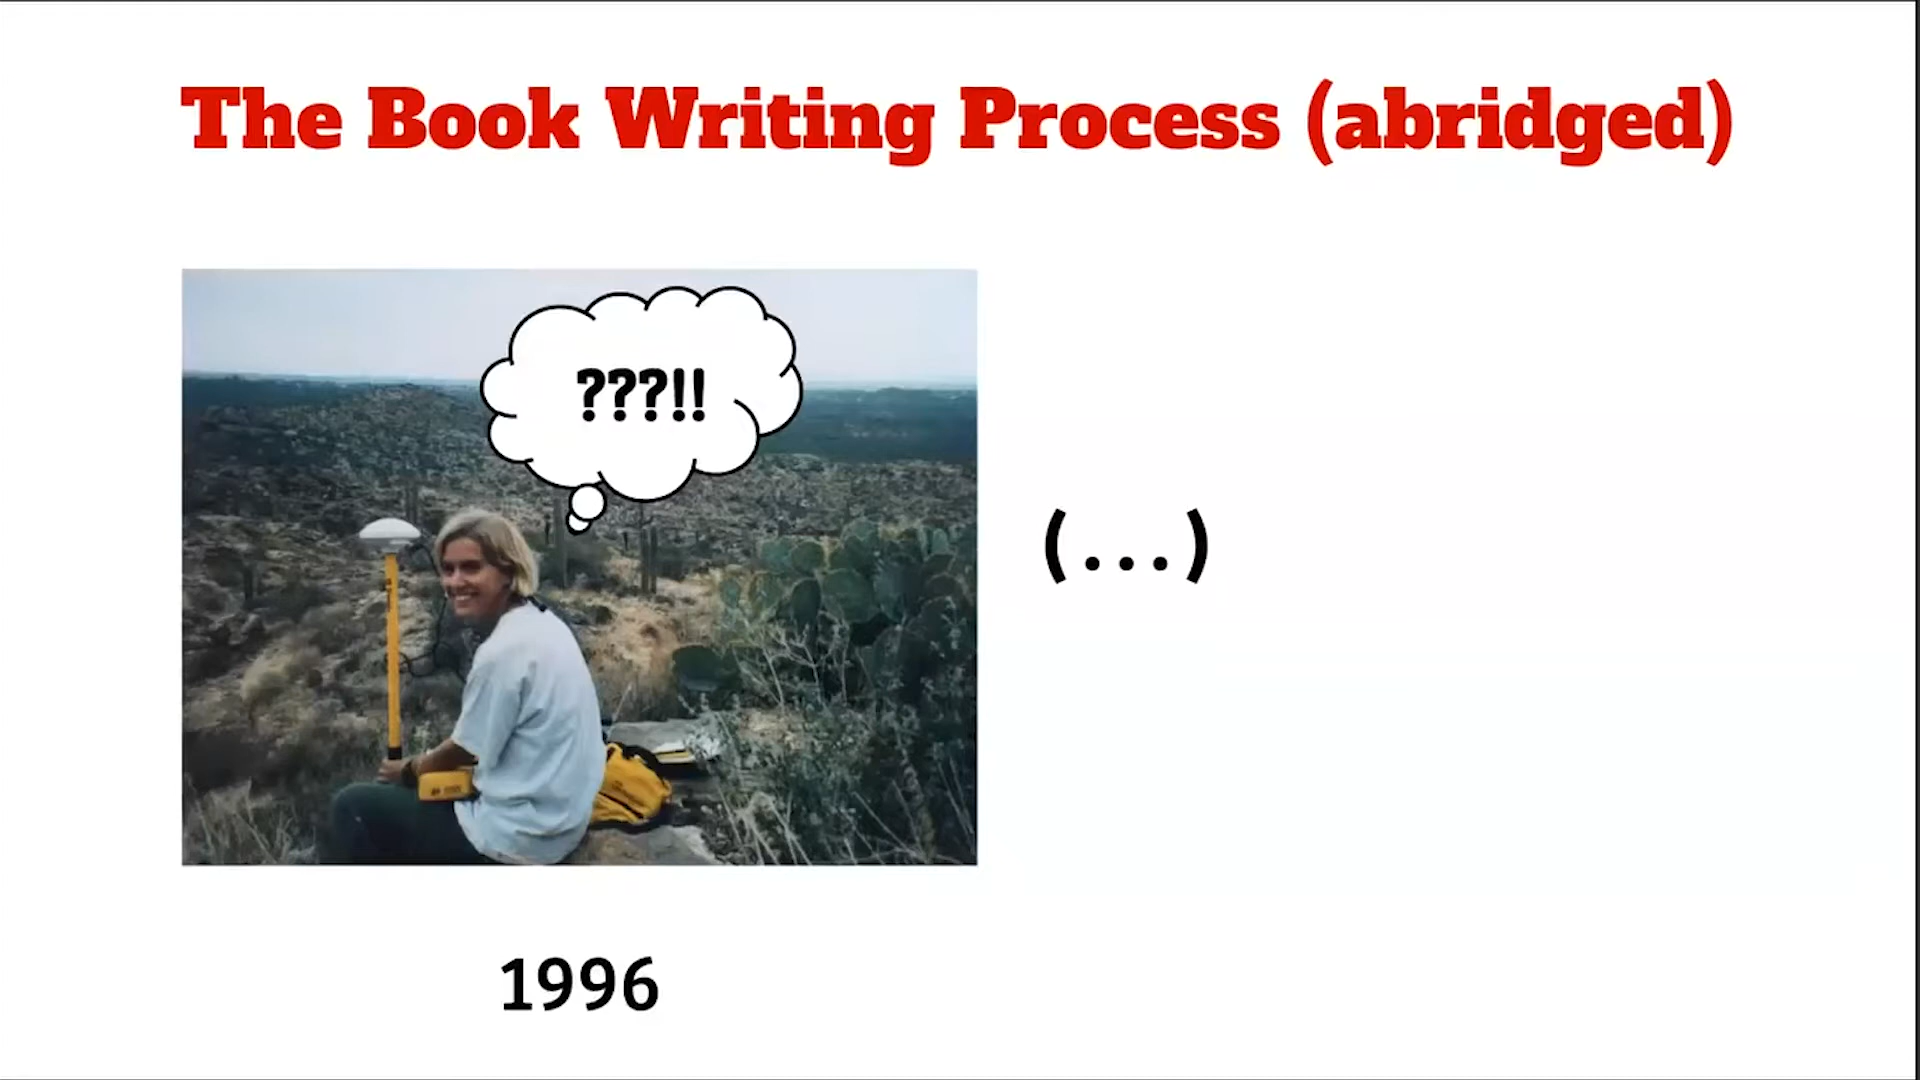 The Book Writing Process (abridged)
???!!
(...)
1996